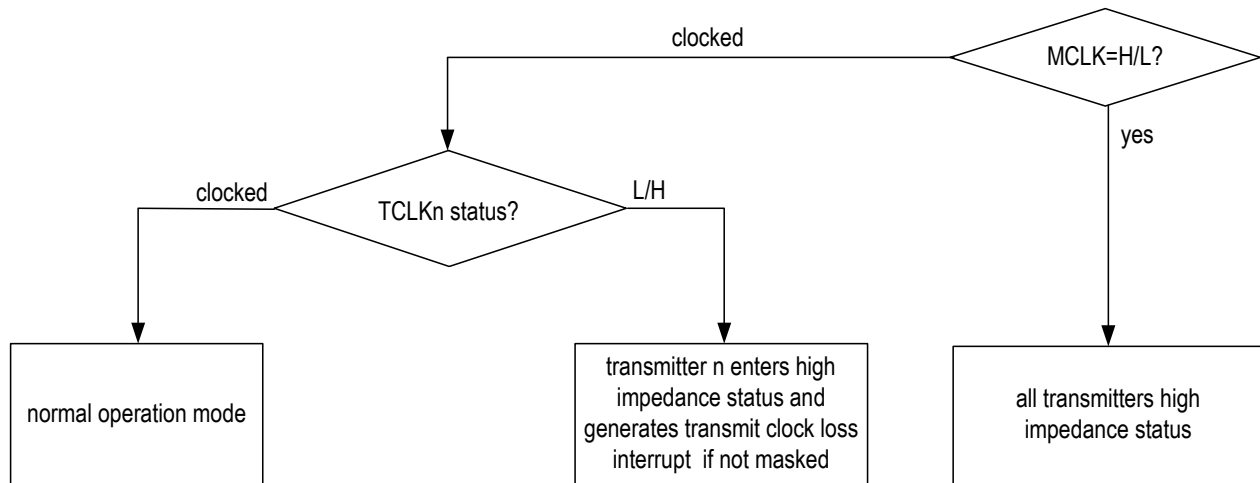 clocked
MCLK=H/L?
yes
clocked
TCLKn status?
L/H
normal operation mode
transmitter n enters high
impedance status and
generates transmit clock loss
interrupt if not masked
all transmitters high
impedance status